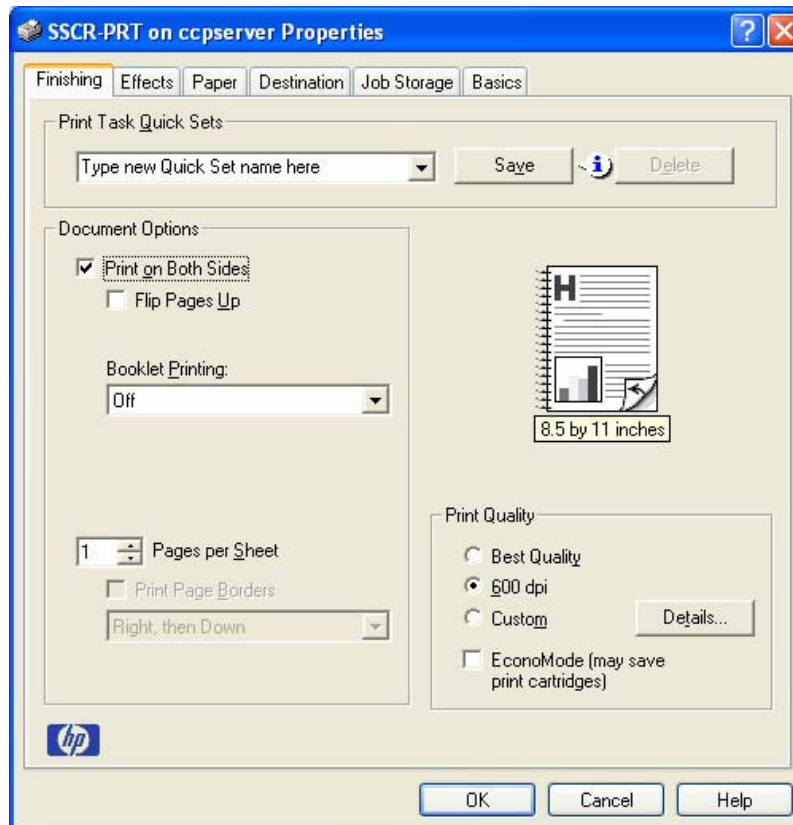 SSCR-PRT on ccpserver Properties
Finishing
Effects
Paper
Destination
Job Storage
Basics
Print Task Quick Sets
Type new Quick Set name here
Save
Delete
Document Options
Print on Both Sides
Flip Pages Up
Booklet Printing:
Off
H
8.5 by 11 inches
1
Pages per Sheet
Print Page Borders
Right, then Down
Print Quality
Best Quality
600 dpi
Custom
Details...
EconoMode (may save
print cartridges)
hp
OK
Cancel
Help